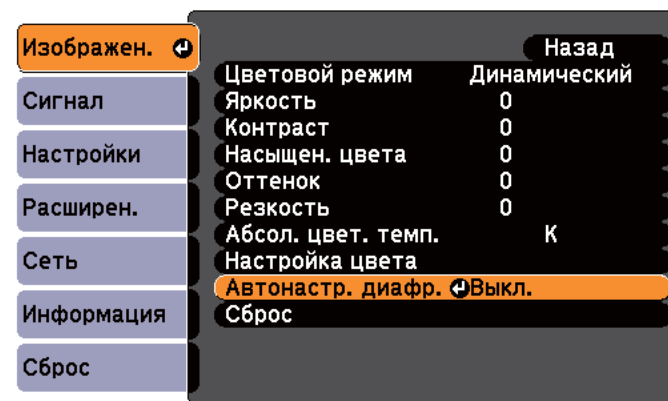 Изображен.
Сигнал
Настройки
Расширен.
Сеть
Информация
Сброс
Назад
Цветовой режим Динамический
Яркость 0
Контраст 0
Насыщен. цвета 0
Оттенок 0
Резкость 0
Абсол. цвет. темп. K
Настройка цвета
Автонастр. диафр. Выкл.
Сброс